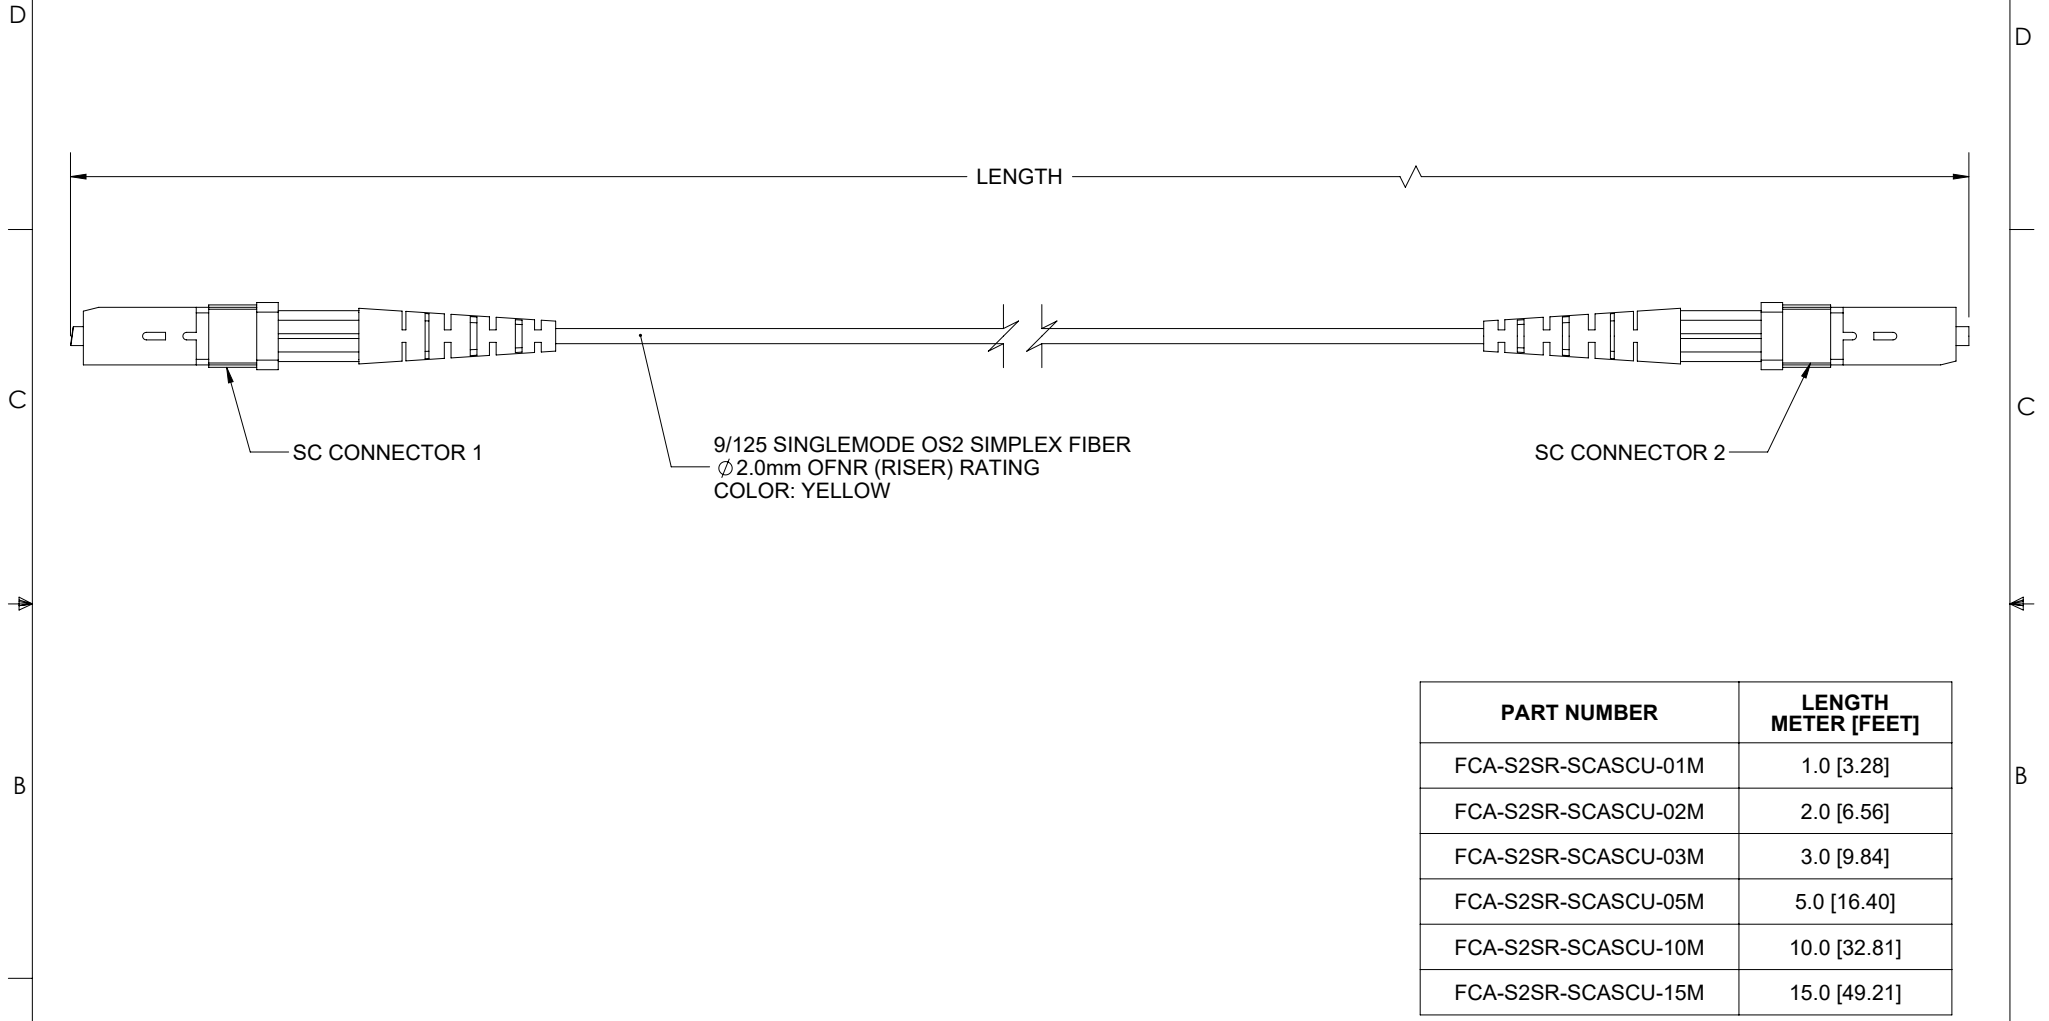 D
D
LENGTH
C
C
SC CONNECTOR 1
9/125 SINGLEMODE OS2 SIMPLEX FIBER
⌀2.0mm OFNR (RISER) RATING
COLOR: YELLOW
SC CONNECTOR 2
B
B
PART NUMBER LENGTH
METER [FEET]
FCA-S2SR-SCASCU-01M 1.0 [3.28]
FCA-S2SR-SCASCU-02M 2.0 [6.56]
FCA-S2SR-SCASCU-03M 3.0 [9.84]
FCA-S2SR-SCASCU-05M 5.0 [16.40]
FCA-S2SR-SCASCU-10M 10.0 [32.81]
FCA-S2SR-SCASCU-15M 15.0 [49.21]